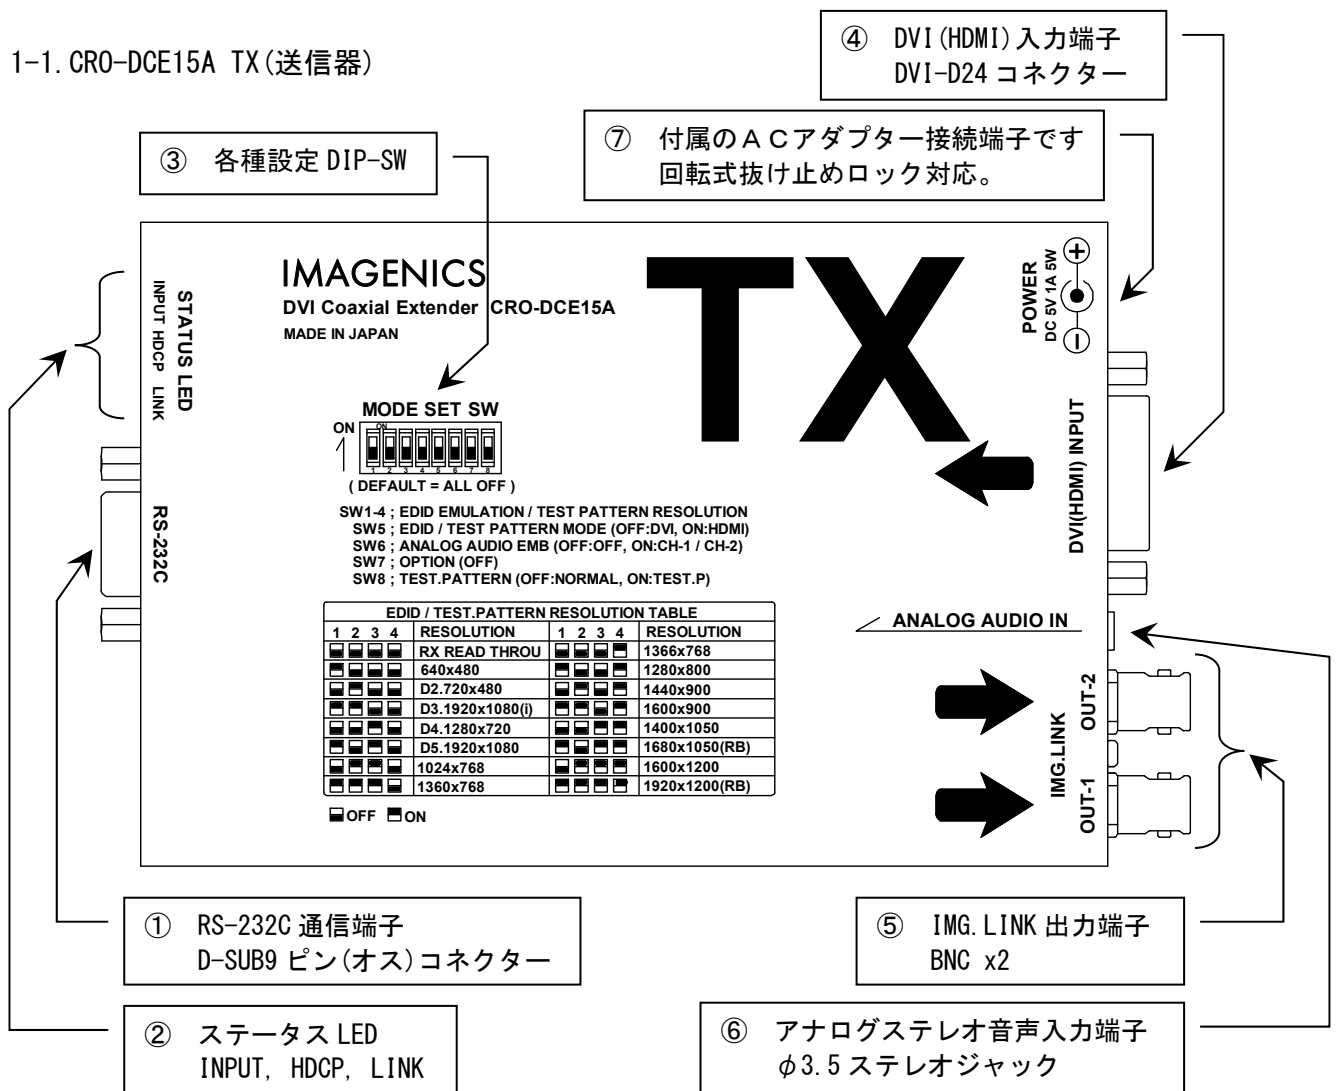 1-1. CRO-DCE15A TX(送信器)
④ DVI(HDMI)入力端子
DVI-D24 コネクター
⑦ 付属のACアダプター接続端子です
回転式抜け止めロック対応。
③ 各種設定 DIP-SW
IMAGENICS
DVI Coaxial Extender CRO-DCE15A
MADE IN JAPAN
TX
POWER
DC 5V 1A 5W
STATUS LED
INPUT HDCP LINK
RS-232C
DVI(HDMI) INPUT
MODE SET SW
ON
ON
1 2 3 4 5 6 7 8
( DEFAULT = ALL OFF )
SW1-4 ; EDID EMULATION / TEST PATTERN RESOLUTION
SW5 ; EDID / TEST PATTERN MODE (OFF:DVI, ON:HDMI)
SW6 ; ANALOG AUDIO EMB (OFF:OFF, ON:CH-1 / CH-2)
SW7 ; OPTION (OFF)
SW8 ; TEST.PATTERN (OFF:NORMAL, ON:TEST.P)
EDID / TEST.PATTERN RESOLUTION TABLE
1 2 3 4 RESOLUTION 1 2 3 4 RESOLUTION
RX READ THROU 1366x768
640x480 1280x800
D2.720x480 1440x900
D3.1920x1080(i) 1600x900
D4.1280x720 1400x1050
D5.1920x1080 1680x1050(RB)
1024x768 1600x1200
1360x768 1920x1200(RB)
OFF ON
ANALOG AUDIO IN
IMG.LINK
OUT-2
OUT-1
① RS-232C 通信端子
D-SUB9 ピン(オス)コネクター
⑤ IMG.LINK 出力端子
BNC x2
② ステータス LED
INPUT, HDCP, LINK
⑥ アナログステレオ音声入力端子
φ3.5 ステレオジャック